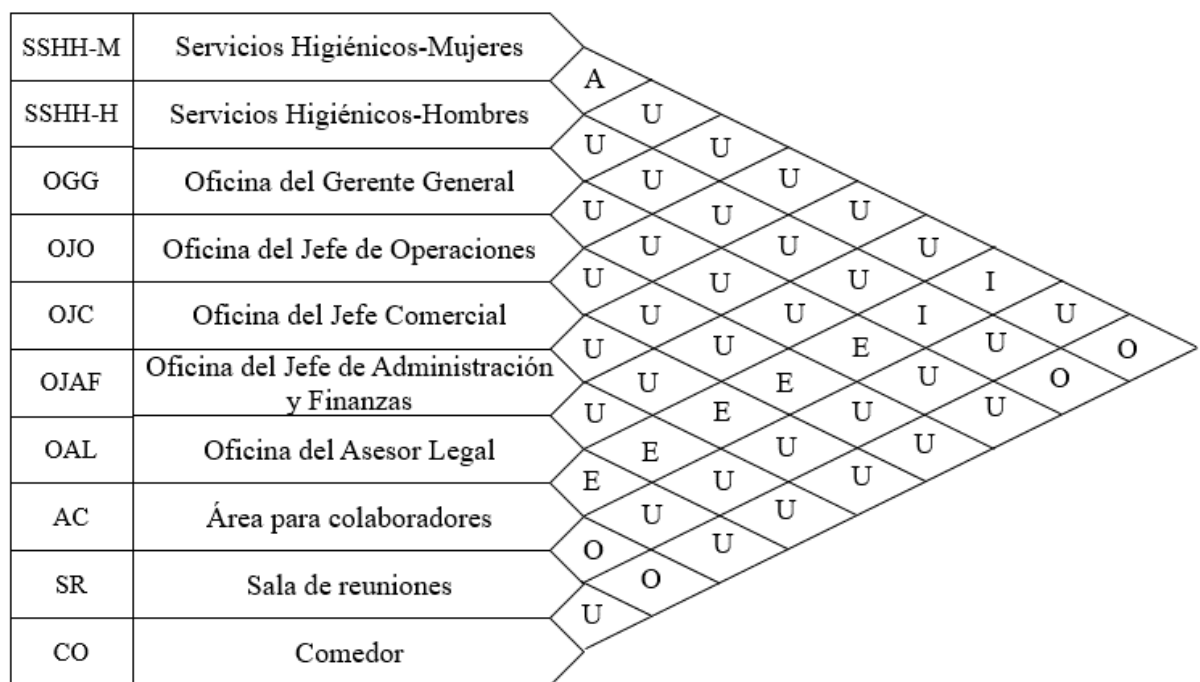 SSHH-M Servicios Higiénicos-Mujeres
A
SSHH-H Servicios Higiénicos-Hombres U
U U
OGG Oficina del Gerente General U U
U U U
OJO Oficina del Jefe de Operaciones U U U
U U U I
OJC Oficina del Jefe Comercial U U I U
U U E U O
OJAF Oficina del Jefe de Administración
y Finanzas U E U O
U E U U
OAL Oficina del Asesor Legal E U U
E U U
AC Área para colaboradores U U
O U
SR Sala de reuniones O
U
CO Comedor